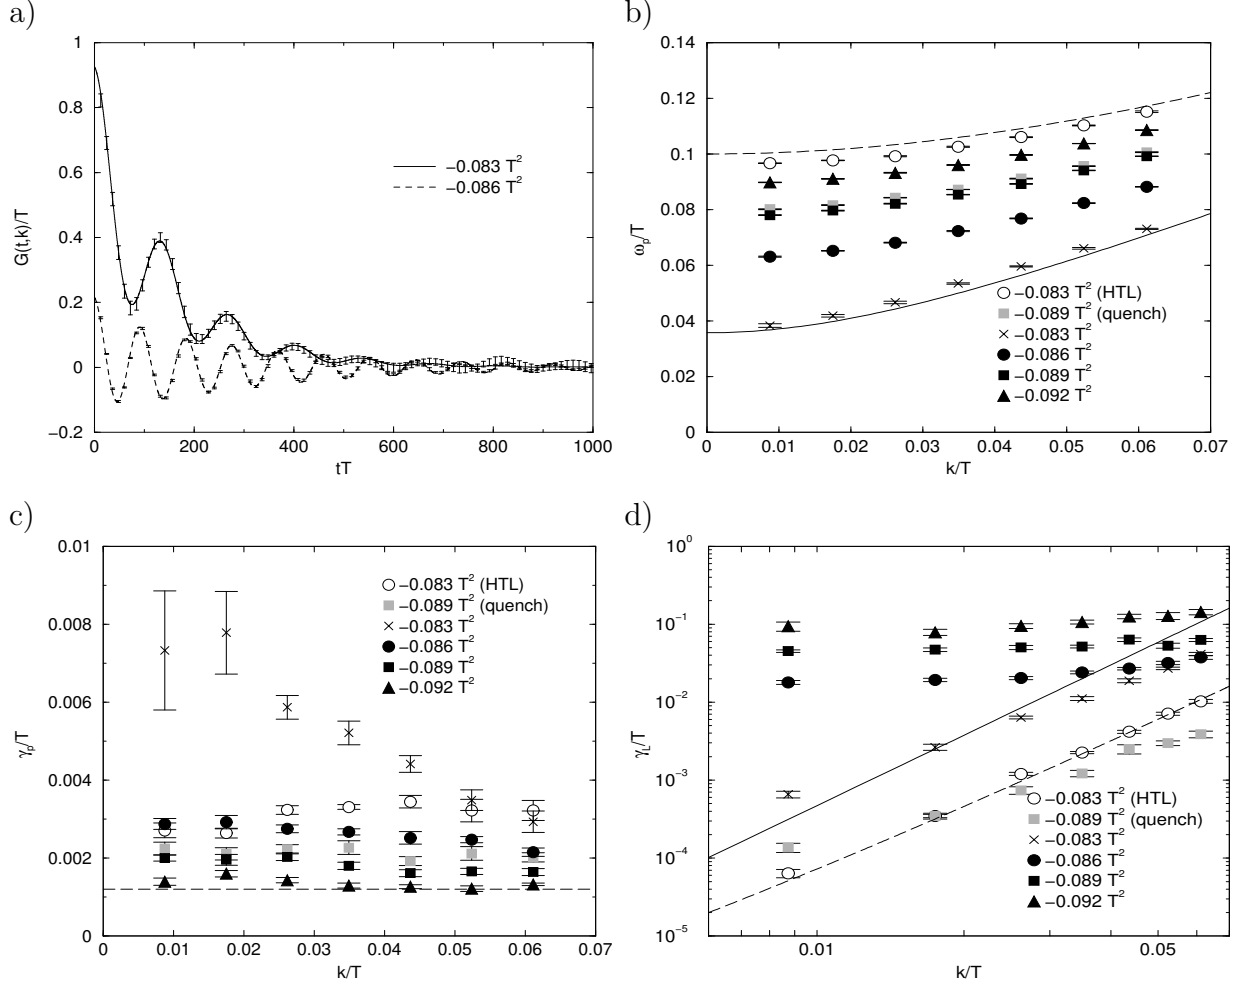 a)
1
0.8
0.6
0.4
0.2
0
−0.2
G(t,k)/T
−0.083 T²
−0.086 T²
0 200 400 600 800 1000
tT
b)
0.14
0.12
0.1
0.08
0.06
0.04
0.02
0
ωₚ/T
−0.083 T² (HTL)
−0.089 T² (quench)
−0.083 T²
−0.086 T²
−0.089 T²
−0.092 T²
0 0.01 0.02 0.03 0.04 0.05 0.06 0.07
k/T
c)
0.01
0.008
0.006
0.004
0.002
0
γₚ/T
−0.083 T² (HTL)
−0.089 T² (quench)
−0.083 T²
−0.086 T²
−0.089 T²
−0.092 T²
0 0.01 0.02 0.03 0.04 0.05 0.06 0.07
k/T
d)
10⁰
10⁻¹
10⁻²
10⁻³
10⁻⁴
10⁻⁵
γ_L/T
−0.083 T² (HTL)
−0.089 T² (quench)
−0.083 T²
−0.086 T²
−0.089 T²
−0.092 T²
0.01 0.05
k/T